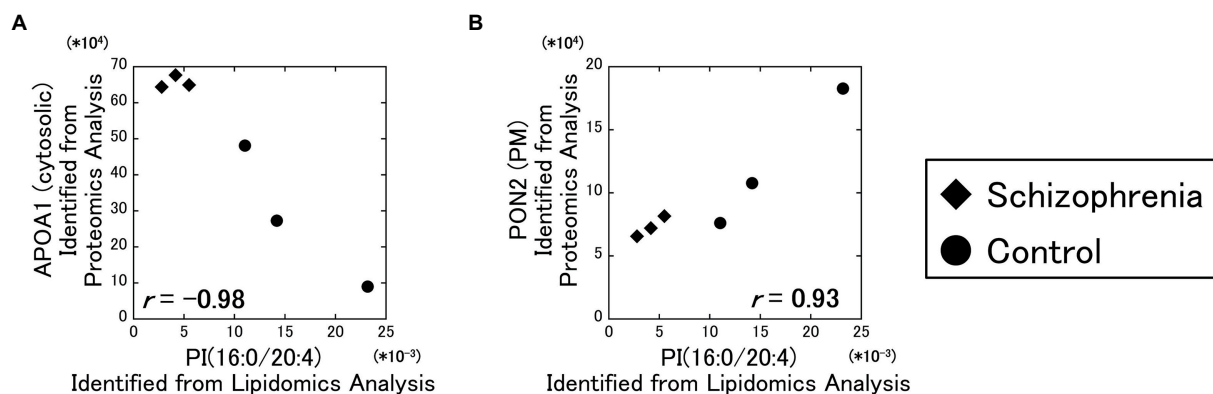 A
(*10⁴)
APOA1 (cytosolic)
Identified from
Proteomics Analysis
70
60
50
40
30
20
10
0
0 5 10 15 20 25
r = −0.98
PI(16:0/20:4) (*10⁻³)
Identified from Lipidomics Analysis
B
(*10⁴)
PON2 (PM)
Identified from
Proteomics Analysis
20
15
10
5
0
0 5 10 15 20 25
r = 0.93
PI(16:0/20:4) (*10⁻³)
Identified from Lipidomics Analysis
Schizophrenia
Control